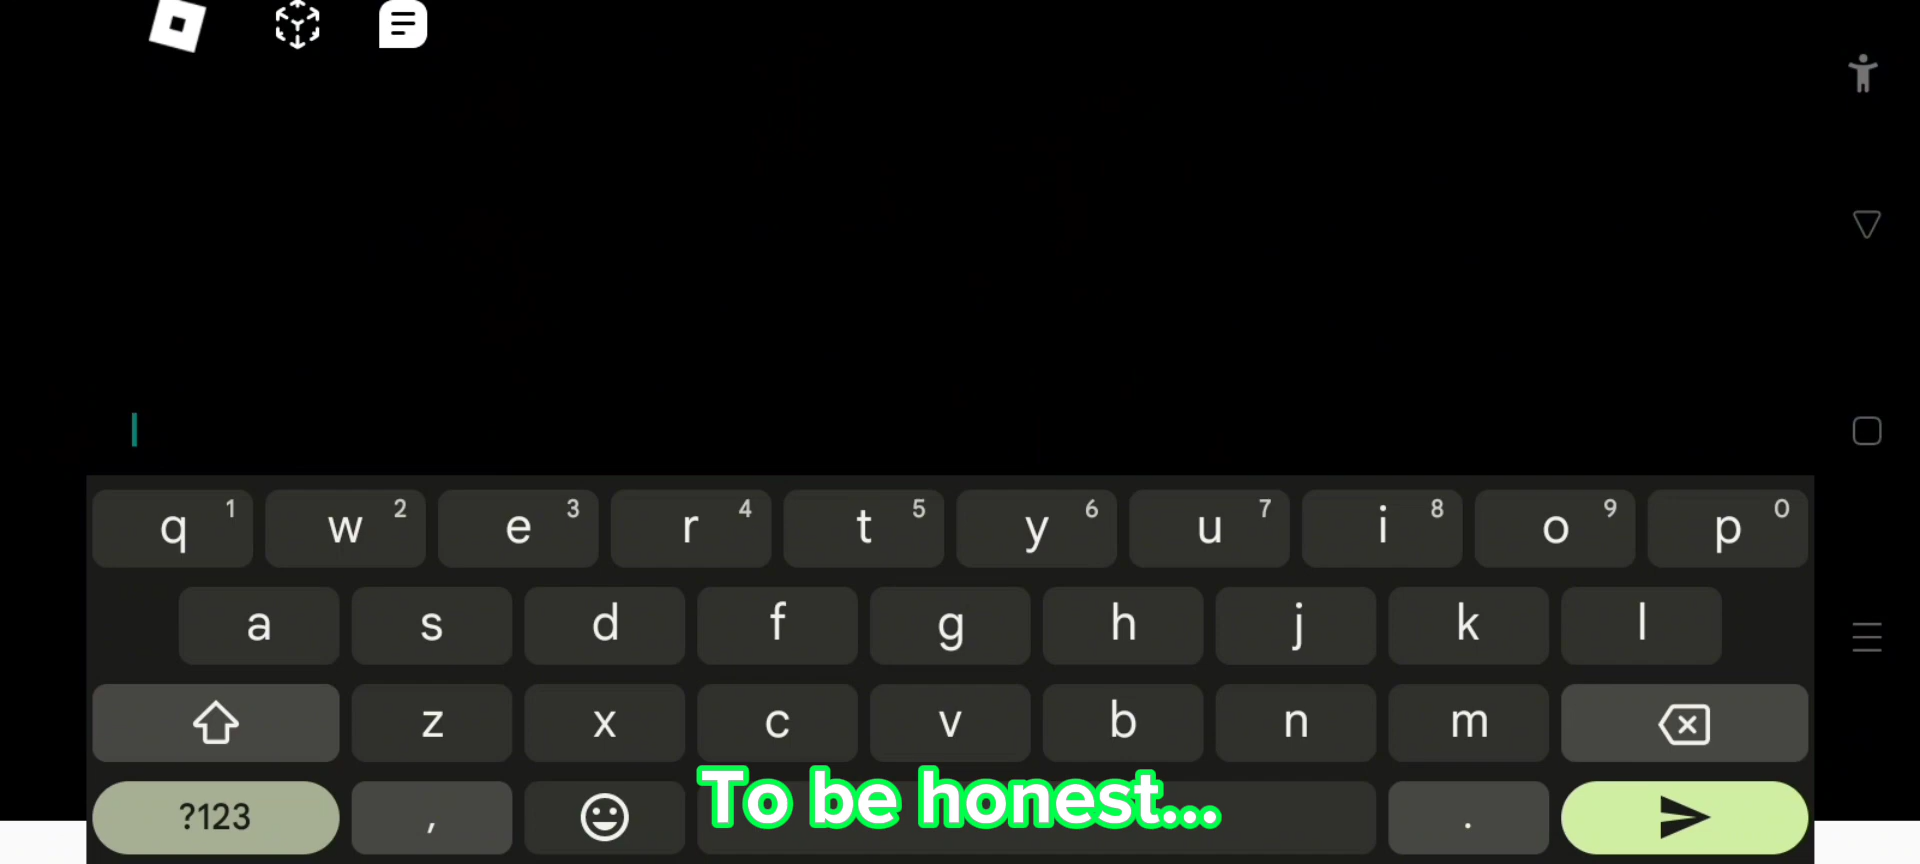 q 1 w 2 e 3 r 4 t 5 y 6 u 7 i 8 o 9 p 0
a s d f g h j k l
z x c v b n m
?123 , To be honest... .